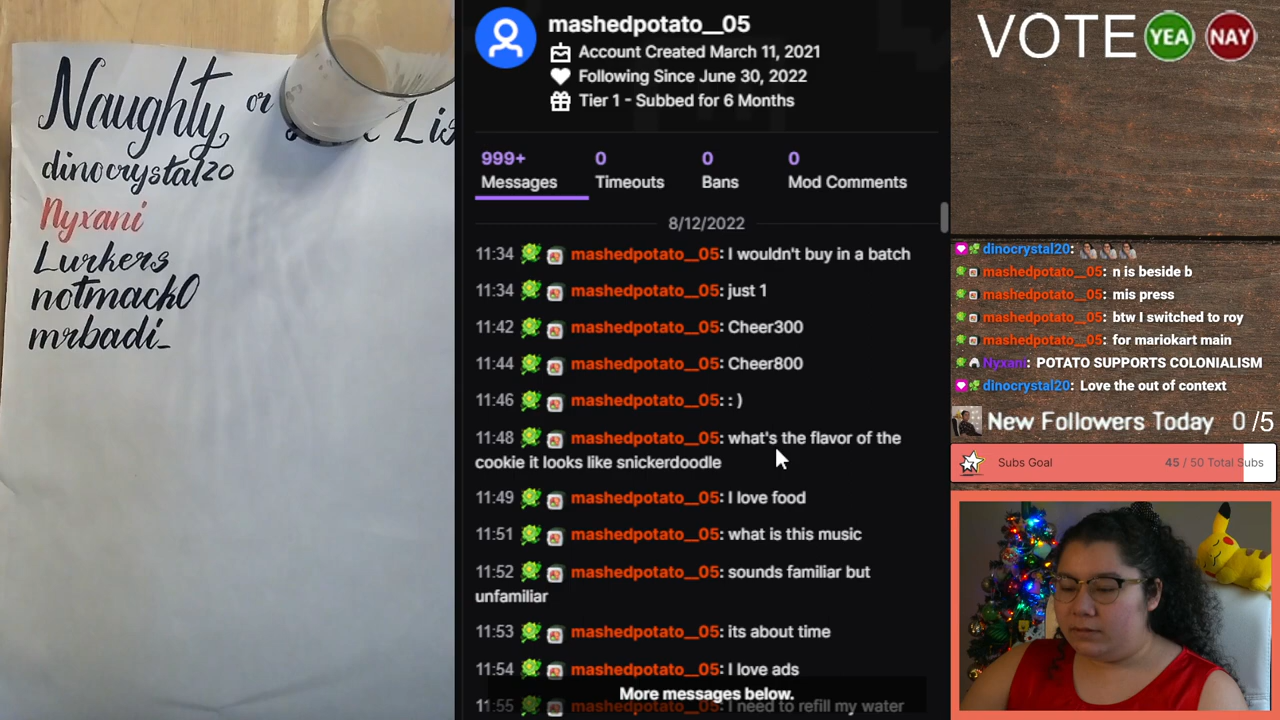 Naughty or
dinocrystal20
Nyxani
Lurkers
notmack0
mrbadi_
mashedpotato__05
Account Created March 11, 2021
Following Since June 30, 2022
Tier 1 - Subbed for 6 Months
999+ 0 0 0
Messages Timeouts Bans Mod Comments
8/12/2022
11:34 mashedpotato__05: I wouldn't buy in a batch
11:34 mashedpotato__05: just 1
11:42 mashedpotato__05: Cheer300
11:44 mashedpotato__05: Cheer800
11:46 mashedpotato__05: : )
11:48 mashedpotato__05: what's the flavor of the
cookie it looks like snickerdoodle
11:49 mashedpotato__05: I love food
11:51 mashedpotato__05: what is this music
11:52 mashedpotato__05: sounds familiar but
unfamiliar
11:53 mashedpotato__05: its about time
11:54 mashedpotato__05: I love ads
More messages below.
11:55 mashedpotato__05: I need to refill my water
VOTE YEA NAY
dinocrystal20:
mashedpotato__05: n is beside b
mashedpotato__05: mis press
mashedpotato__05: btw I switched to roy
mashedpotato__05: for mariokart main
Nyxani: POTATO SUPPORTS COLONIALISM
dinocrystal20: Love the out of context
New Followers Today 0 /5
Subs Goal 45 / 50 Total Subs